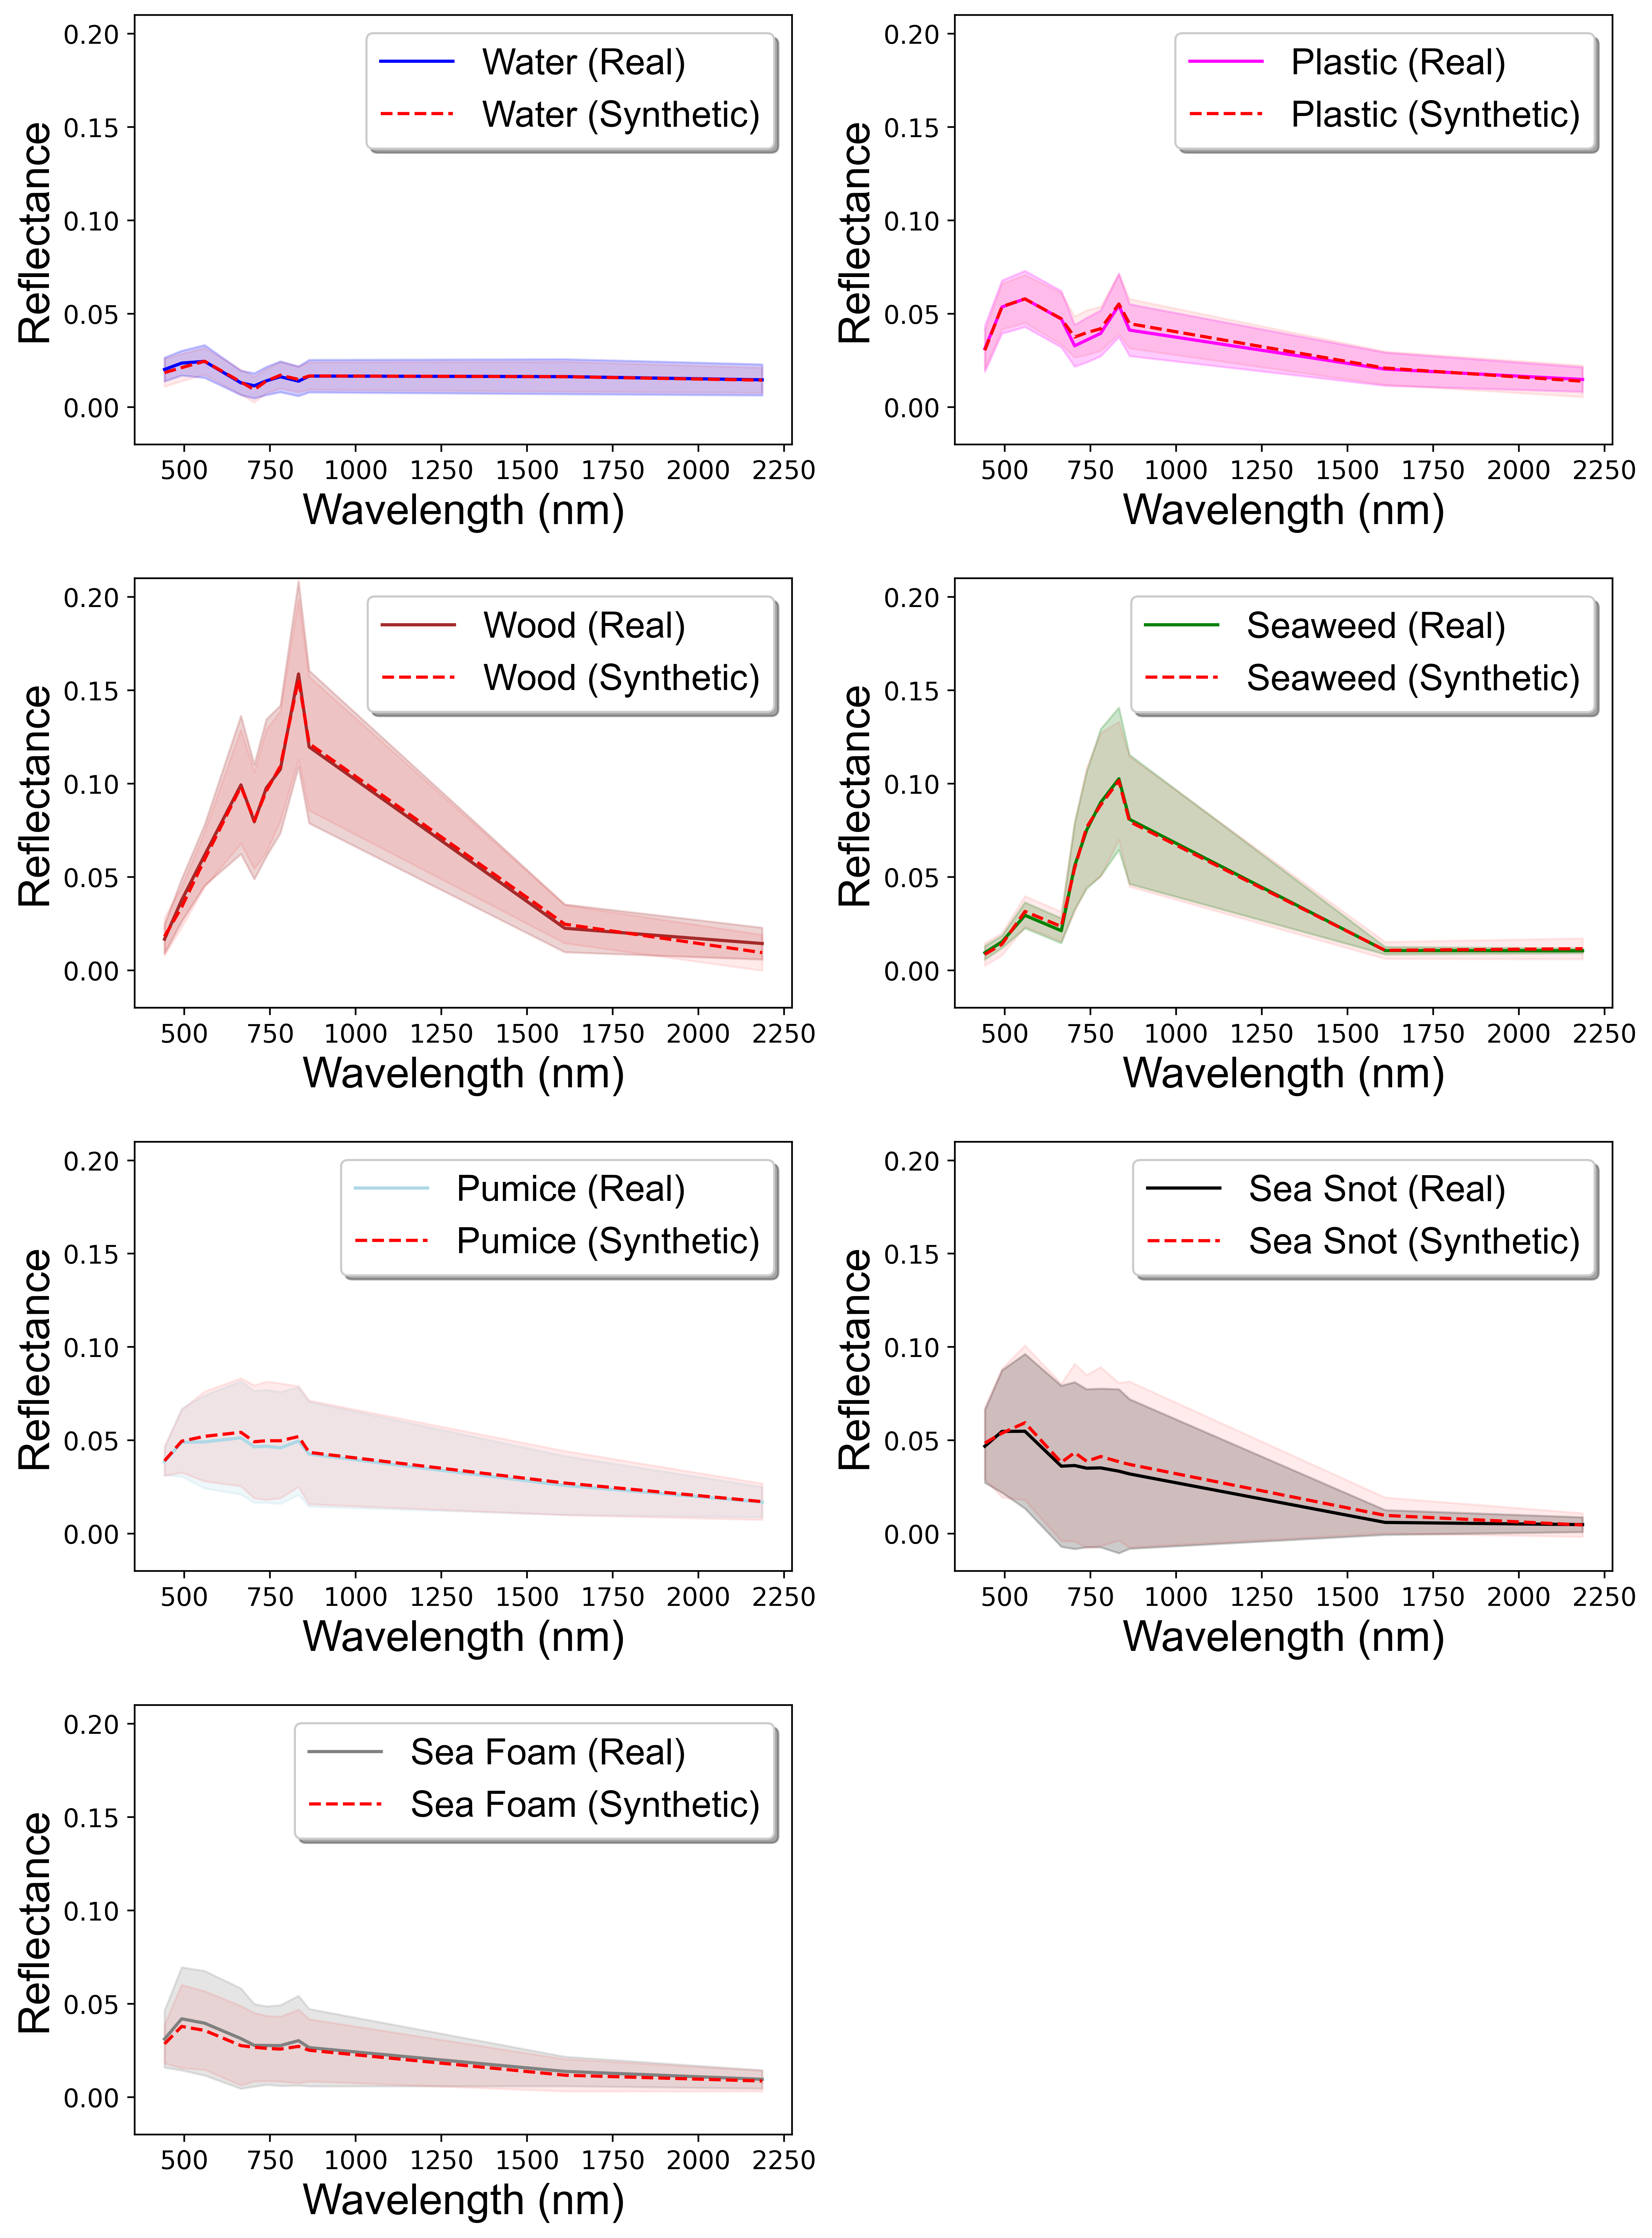 0.20
0.15
0.10
0.05
0.00
Reflectance
Water (Real)
Water (Synthetic)
500 750 1000 1250 1500 1750 2000 2250
Wavelength (nm)
0.20
0.15
0.10
0.05
0.00
Reflectance
Plastic (Real)
Plastic (Synthetic)
500 750 1000 1250 1500 1750 2000 2250
Wavelength (nm)
0.20
0.15
0.10
0.05
0.00
Reflectance
Wood (Real)
Wood (Synthetic)
500 750 1000 1250 1500 1750 2000 2250
Wavelength (nm)
0.20
0.15
0.10
0.05
0.00
Reflectance
Seaweed (Real)
Seaweed (Synthetic)
500 750 1000 1250 1500 1750 2000 2250
Wavelength (nm)
0.20
0.15
0.10
0.05
0.00
Reflectance
Pumice (Real)
Pumice (Synthetic)
500 750 1000 1250 1500 1750 2000 2250
Wavelength (nm)
0.20
0.15
0.10
0.05
0.00
Reflectance
Sea Snot (Real)
Sea Snot (Synthetic)
500 750 1000 1250 1500 1750 2000 2250
Wavelength (nm)
0.20
0.15
0.10
0.05
0.00
Reflectance
Sea Foam (Real)
Sea Foam (Synthetic)
500 750 1000 1250 1500 1750 2000 2250
Wavelength (nm)